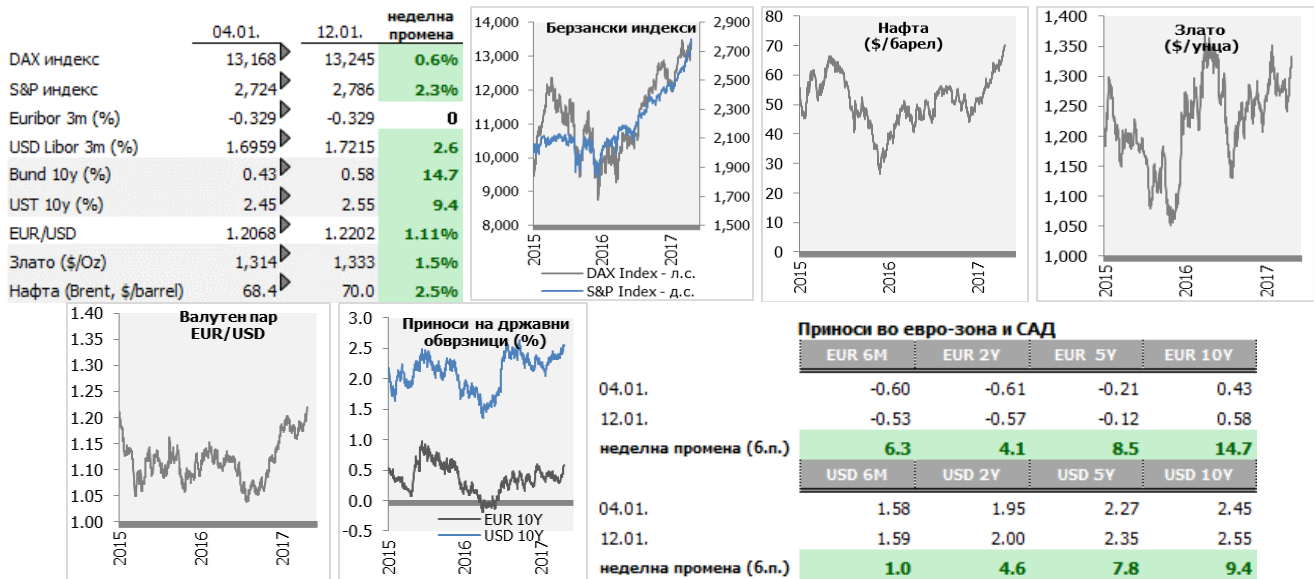 неделна
04.01. 12.01. промена
DAX индекс 13,168 13,245 0.6%
S&P индекс 2,724 2,786 2.3%
Euribor 3m (%) -0.329 -0.329 0
USD Libor 3m (%) 1.6959 1.7215 2.6
Bund 10y (%) 0.43 0.58 14.7
UST 10y (%) 2.45 2.55 9.4
EUR/USD 1.2068 1.2202 1.11%
Злато ($/Oz) 1,314 1,333 1.5%
Нафта (Brent, $/barrel) 68.4 70.0 2.5%
Берзански индекси
14,000
13,000
12,000
11,000
10,000
9,000
8,000
2,900
2,700
2,500
2,300
2,100
1,900
1,700
1,500
2015 2016 2017
DAX Index - л.с.
S&P Index - д.с.
Нафта
($/барел)
80
70
60
50
40
30
20
10
0
2015 2016 2017
Злато
($/унца)
1,400
1,350
1,300
1,250
1,200
1,150
1,100
1,050
1,000
2015 2016 2017
Валутен пар
EUR/USD
1.40
1.35
1.30
1.25
1.20
1.15
1.10
1.05
1.00
2015 2016 2017
Приноси на државни
обврзници (%)
3.0
2.5
2.0
1.5
1.0
0.5
0.0
-0.5
EUR 10Y
USD 10Y
2015 2016 2017
Приноси во евро-зона и САД
EUR 6M EUR 2Y EUR 5Y EUR 10Y
04.01. -0.60 -0.61 -0.21 0.43
12.01. -0.53 -0.57 -0.12 0.58
неделна промена (б.п.) 6.3 4.1 8.5 14.7
USD 6M USD 2Y USD 5Y USD 10Y
04.01. 1.58 1.95 2.27 2.45
12.01. 1.59 2.00 2.35 2.55
неделна промена (б.п.) 1.0 4.6 7.8 9.4